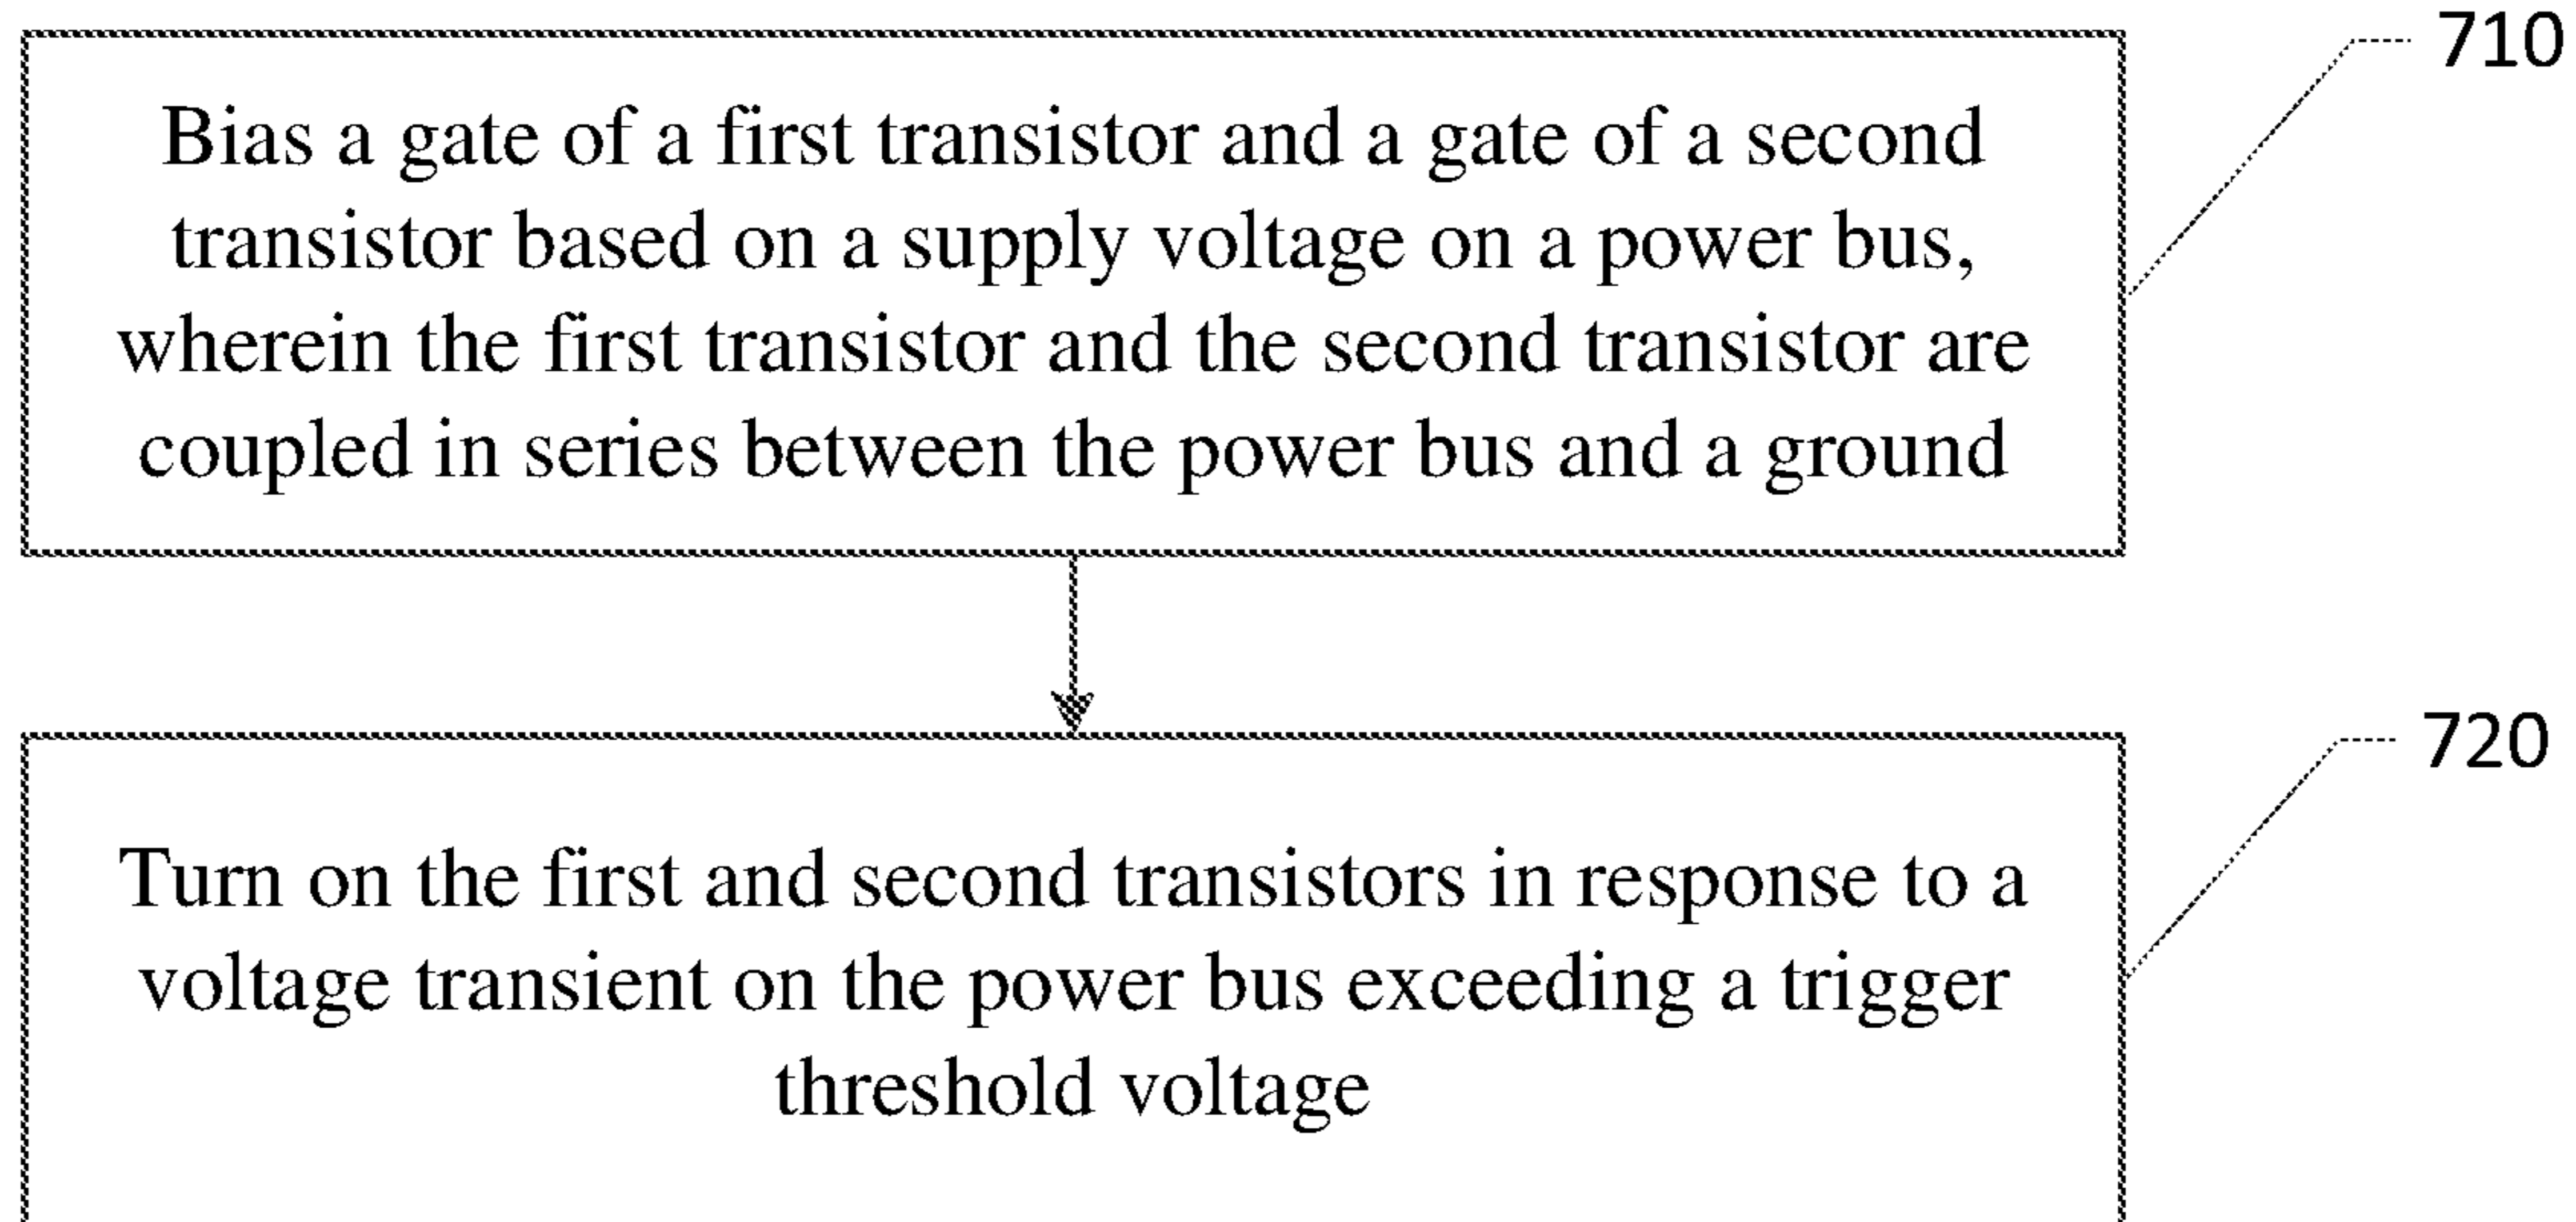 710
Bias a gate of a first transistor and a gate of a second
transistor based on a supply voltage on a power bus,
wherein the first transistor and the second transistor are
coupled in series between the power bus and a ground
720
Turn on the first and second transistors in response to a
voltage transient on the power bus exceeding a trigger
threshold voltage